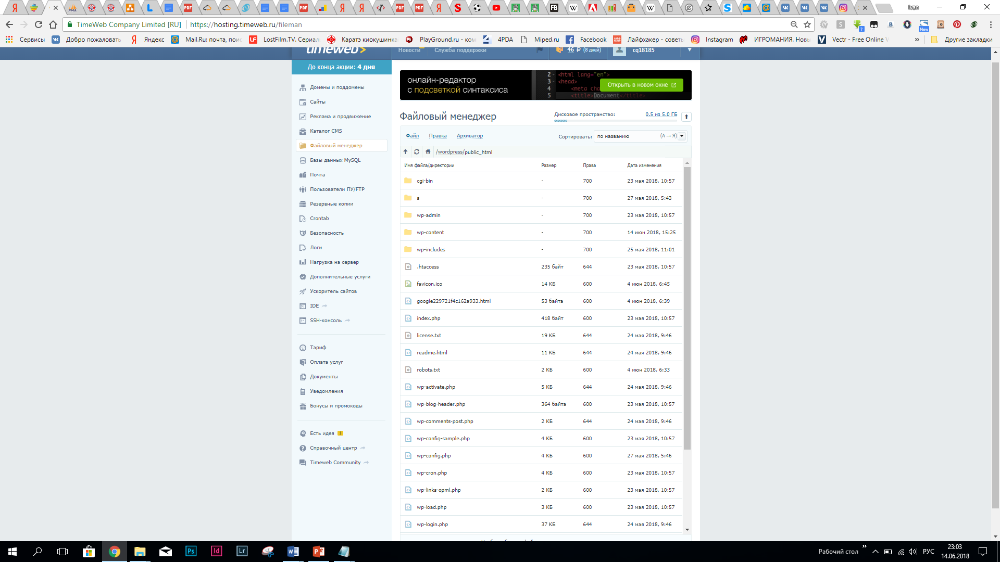 Ivan
TimeWeb Company Limited [RU] https://hosting.timeweb.ru/fileman
Сервисы Добро пожаловать Яндекс Mail.Ru: почта, пои LostFilm.TV. Сериал Каратэ киокушинка PlayGround.ru - ком 4PDA Miped.ru Facebook Лайфхакер - советы Instagram ИГРОМАНИЯ. Новы Vectr - Free Online V » Другие закладки
timeweb> Новости Служба поддержки 46 ₽ (8 дней) cq18185
До конца акции: 4 дня
Домены и поддомены
Сайты
Реклама и продвижение
Каталог CMS
Файловый менеджер
Базы данных MySQL
Почта
Пользователи ПУ/FTP
Резервные копии
Crontab
Безопасность
Логи
Нагрузка на сервер
Дополнительные услуги
Ускоритель сайтов
IDE
SSH-консоль
Тариф
Оплата услуг
Документы
Уведомления
Бонусы и промокоды
Есть идея 1
Справочный центр
Timeweb Community
онлайн-редактор
с подсветкой синтаксиса
2 <html lang="en">
3 <head>
4 <meta cha
5 <title>Document</title>
Открыть в новом окне
Файловый менеджер
Дисковое пространство: 0.5 из 5.0 ГБ
Файл Правка Архиватор Сортировать: по названию (А → Я)
/wordpress/public_html
Имя файла/директории Размер Права Дата изменения
cgi-bin - 700 23 мая 2018, 10:57
s - 700 27 мая 2018, 5:43
wp-admin - 700 23 мая 2018, 10:57
wp-content - 700 14 июн 2018, 15:25
wp-includes - 700 25 мая 2018, 11:01
.htaccess 235 байт 644 23 мая 2018, 10:57
favicon.ico 14 КБ 600 4 июн 2018, 6:45
google229721f4c162a933.html 53 байта 600 4 июн 2018, 6:39
index.php 418 байт 600 23 мая 2018, 10:57
license.txt 19 КБ 644 24 мая 2018, 9:46
readme.html 11 КБ 644 24 мая 2018, 9:46
robots.txt 2 КБ 600 4 июн 2018, 6:33
wp-activate.php 5 КБ 644 24 мая 2018, 9:46
wp-blog-header.php 364 байта 600 23 мая 2018, 10:57
wp-comments-post.php 2 КБ 644 24 мая 2018, 9:46
wp-config-sample.php 4 КБ 600 23 мая 2018, 10:57
wp-config.php 4 КБ 600 27 мая 2018, 5:46
wp-cron.php 4 КБ 600 23 мая 2018, 10:57
wp-links-opml.php 2 КБ 600 23 мая 2018, 10:57
wp-load.php 3 КБ 600 23 мая 2018, 10:57
wp-login.php 37 КБ 644 24 мая 2018, 9:46
Рабочий стол » РУС 23:03
14.06.2018